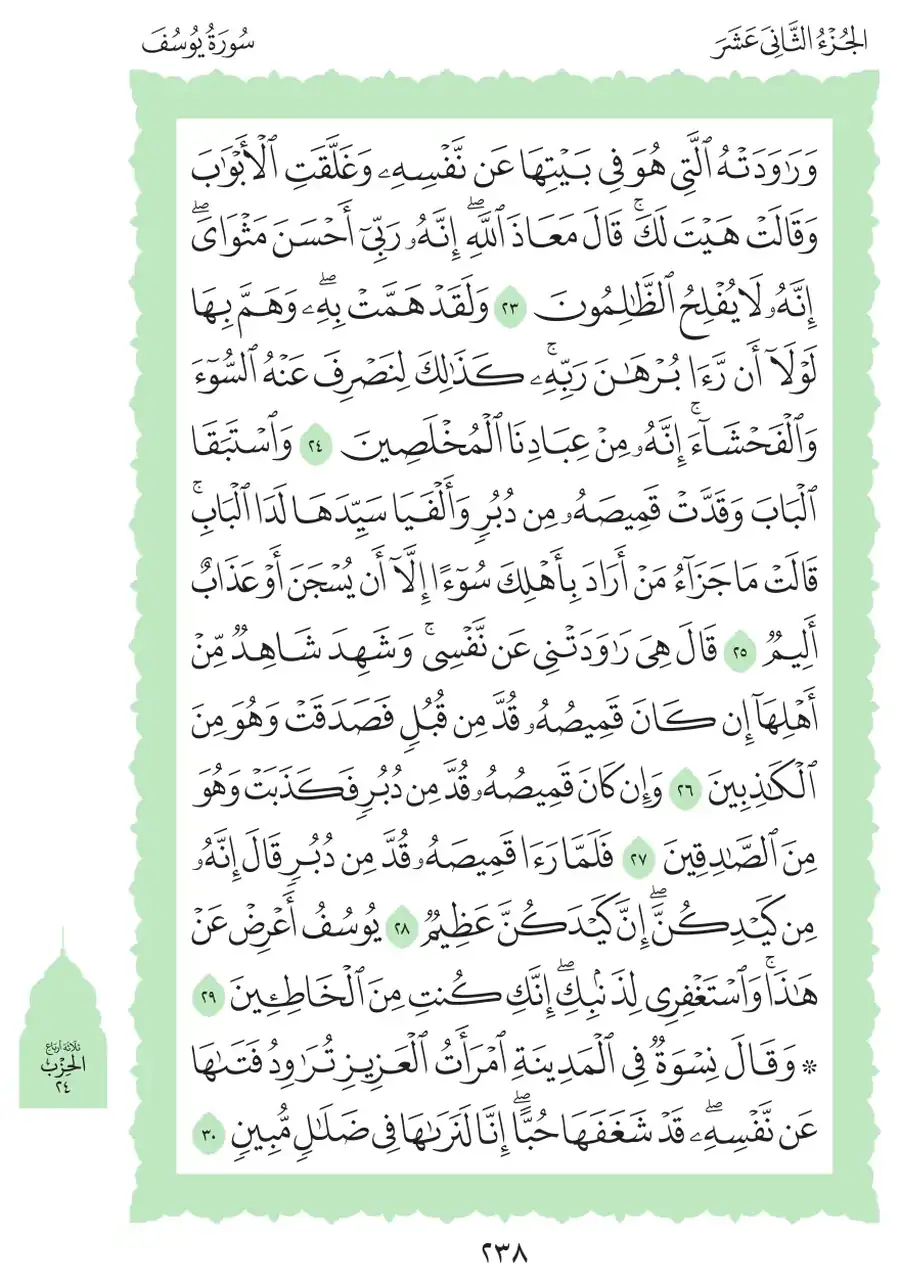 الجُزْءُ الثَّانِيَ عَشَرَ
سُورَةُ يُوسُفَ
وَرَٰوَدَتْهُ ٱلَّتِي هُوَ فِي بَيْتِهَا عَن نَّفْسِهِۦ وَغَلَّقَتِ ٱلْأَبْوَٰبَ
وَقَالَتْ هَيْتَ لَكَۚ قَالَ مَعَاذَ ٱللَّهِۖ إِنَّهُۥ رَبِّيٓ أَحْسَنَ مَثْوَايَۖ
إِنَّهُۥ لَا يُفْلِحُ ٱلظَّٰلِمُونَ ٢٣ وَلَقَدْ هَمَّتْ بِهِۦۖ وَهَمَّ بِهَا
لَوْلَآ أَن رَّءَا بُرْهَٰنَ رَبِّهِۦۚ كَذَٰلِكَ لِنَصْرِفَ عَنْهُ ٱلسُّوٓءَ
وَٱلْفَحْشَآءَۚ إِنَّهُۥ مِنْ عِبَادِنَا ٱلْمُخْلَصِينَ ٢٤ وَٱسْتَبَقَا
ٱلْبَابَ وَقَدَّتْ قَمِيصَهُۥ مِن دُبُرٍ وَأَلْفَيَا سَيِّدَهَا لَدَا ٱلْبَابِۚ
قَالَتْ مَا جَزَآءُ مَنْ أَرَادَ بِأَهْلِكَ سُوٓءًا إِلَّآ أَن يُسْجَنَ أَوْ عَذَابٌ
أَلِيمٌ ٢٥ قَالَ هِيَ رَٰوَدَتْنِي عَن نَّفْسِيۚ وَشَهِدَ شَاهِدٌ مِّنْ
أَهْلِهَآ إِن كَانَ قَمِيصُهُۥ قُدَّ مِن قُبُلٍ فَصَدَقَتْ وَهُوَ مِنَ
ٱلْكَٰذِبِينَ ٢٦ وَإِن كَانَ قَمِيصُهُۥ قُدَّ مِن دُبُرٍ فَكَذَبَتْ وَهُوَ
مِنَ ٱلصَّٰدِقِينَ ٢٧ فَلَمَّا رَءَا قَمِيصَهُۥ قُدَّ مِن دُبُرٍ قَالَ إِنَّهُۥ
مِن كَيْدِكُنَّۖ إِنَّ كَيْدَكُنَّ عَظِيمٌ ٢٨ يُوسُفُ أَعْرِضْ عَنْ
هَٰذَاۚ وَٱسْتَغْفِرِي لِذَنۢبِكِۖ إِنَّكِ كُنتِ مِنَ ٱلْخَاطِـِٔينَ ٢٩
۞ وَقَالَ نِسْوَةٌ فِي ٱلْمَدِينَةِ ٱمْرَأَتُ ٱلْعَزِيزِ تُرَٰوِدُ فَتَىٰهَا
عَن نَّفْسِهِۦۖ قَدْ شَغَفَهَا حُبًّاۖ إِنَّا لَنَرَىٰهَا فِي ضَلَٰلٍ مُّبِينٍ ٣٠
ثلاثة أرباع
الحِزْب
٢٤
٢٣٨